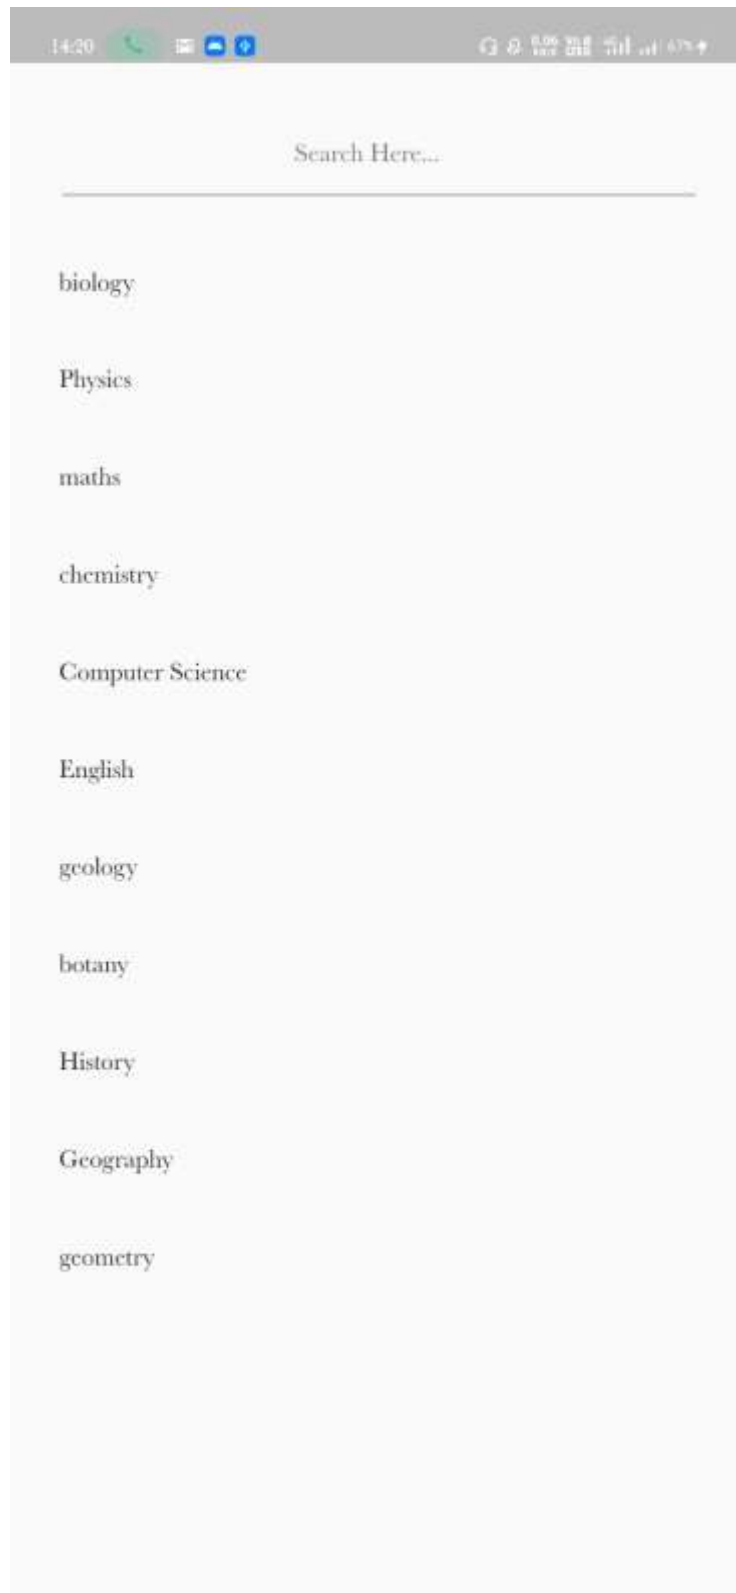 14:20
Search Here...
biology
Physics
maths
chemistry
Computer Science
English
geology
botany
History
Geography
geometry